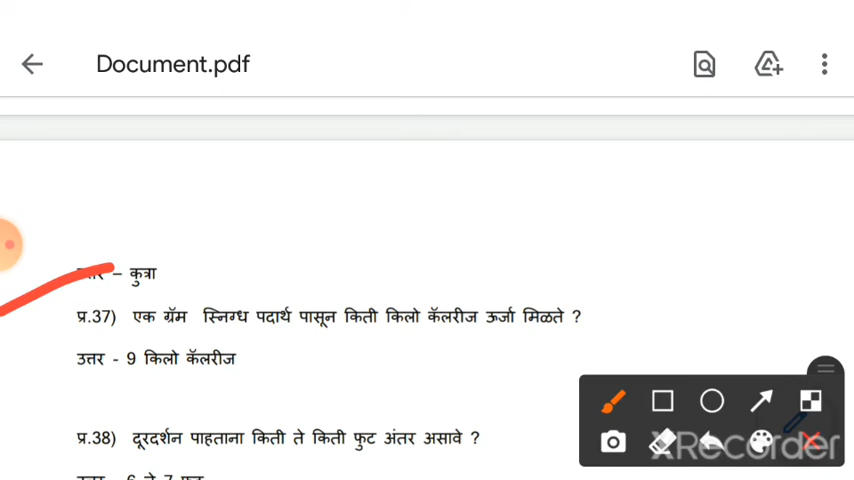 Document.pdf
– कुत्रा
प्र.37) एक ग्रॅम स्निग्ध पदार्थ पासून किती किलो कॅलरीज ऊर्जा मिळते ?
उत्तर - 9 किलो कॅलरीज
प्र.38) दूरदर्शन पाहताना किती ते किती फुट अंतर असावे ?
XRecorder